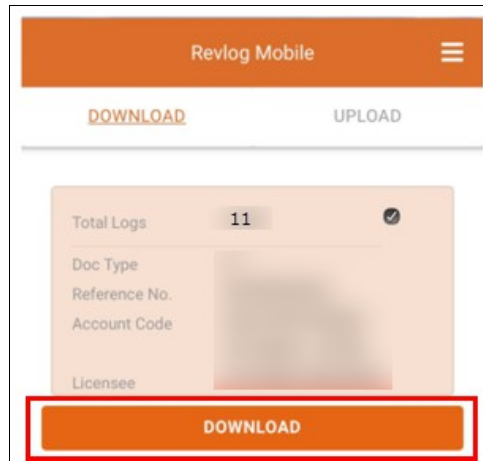 Revlog Mobile
DOWNLOAD UPLOAD
Total Logs 11
Doc Type
Reference No.
Account Code
Licensee
DOWNLOAD